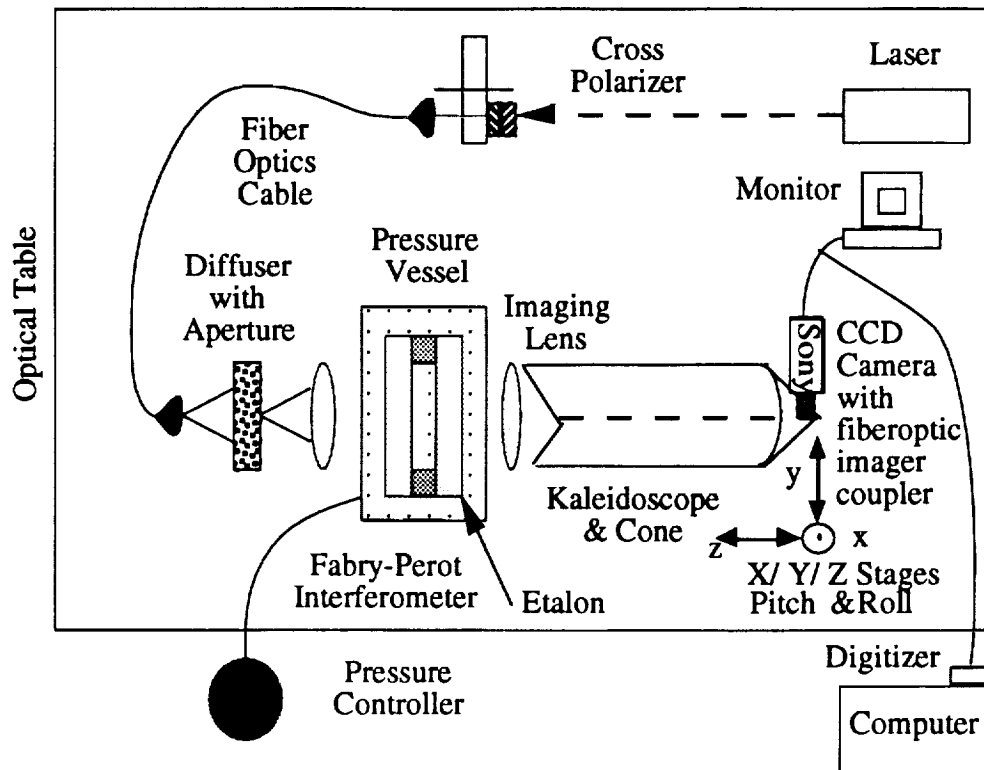 Cross
Polarizer
Laser
Fiber
Optics
Cable
Monitor
Optical Table
Pressure
Vessel
Diffuser
with
Aperture
Imaging
Lens
Sony
CCD
Camera
with
fiberoptic
imager
coupler
y
Kaleidoscope
& Cone
z
x
X/ Y/ Z Stages
Pitch & Roll
Fabry-Perot
Interferometer
Etalon
Pressure
Controller
Digitizer
Computer